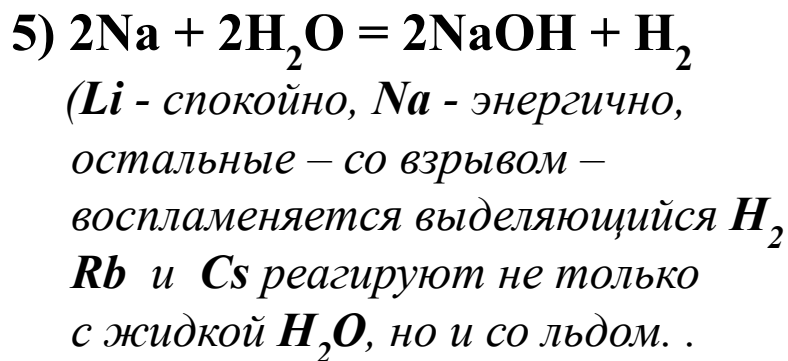 5) 2Na + 2H₂O = 2NaOH + H₂
(Li - спокойно, Na - энергично,
остальные – со взрывом –
воспламеняется выделяющийся H₂
Rb и Cs реагируют не только
с жидкой H₂O, но и со льдом. .